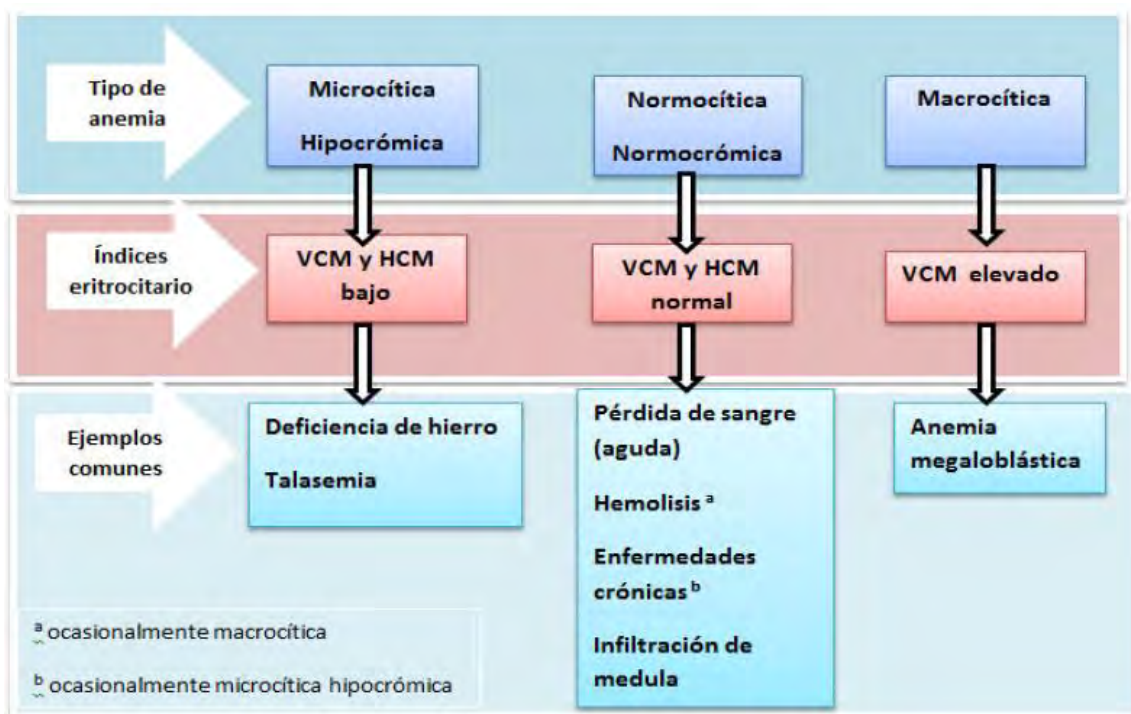 Tipo de
anemia
Microcítica
Hipocrómica
Normocítica
Normocrómica
Macrocítica
Índices
eritrocitario
VCM y HCM
bajo
VCM y HCM
normal
VCM elevado
Ejemplos
comunes
Deficiencia de hierro
Talasemia
Pérdida de sangre
(aguda)
Hemolisis ª
Enfermedades
crónicas ᵇ
Infiltración de
medula
Anemia
megaloblástica
ª ocasionalmente macrocítica
ᵇ ocasionalmente microcítica hipocrómica